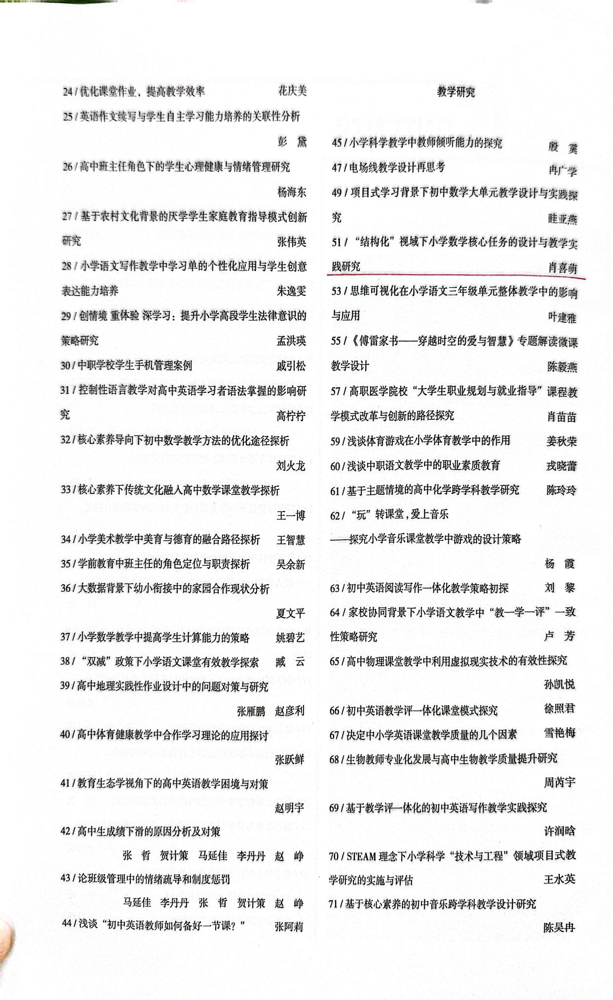 24 / 优化课堂作业，提高教学效率 花庆美
25 / 英语作文续写与学生自主学习能力培养的关联性分析
彭 黛
26 / 高中班主任角色下的学生心理健康与情绪管理研究
杨海东
27 / 基于农村文化背景的厌学学生家庭教育指导模式创新
研究 张伟英
28 / 小学语文写作教学中学习单的个性化应用与学生创意
表达能力培养 朱逸雯
29 / 创情境 重体验 深学习：提升小学高段学生法律意识的
策略研究 孟洪瑛
30 / 中职学校学生手机管理案例 戚引松
31 / 控制性语言教学对高中英语学习者语法掌握的影响研
究 高柠柠
32 / 核心素养导向下初中数学教学方法的优化途径探析
刘火龙
33 / 核心素养下传统文化融入高中数学课堂教学探析
王一博
34 / 小学美术教学中美育与德育的融合路径探析 王智慧
35 / 学前教育中班主任的角色定位与职责探析 吴余新
36 / 大数据背景下幼小衔接中的家园合作现状分析
夏文平
37 / 小学数学教学中提高学生计算能力的策略 姚碧艺
38 / “双减”政策下小学语文课堂有效教学探索 臧 云
39 / 高中地理实践性作业设计中的问题对策与研究
张雁鹏 赵彦利
40 / 高中体育健康教学中合作学习理论的应用探讨
张跃鲜
41 / 教育生态学视角下的高中英语教学困境与对策
赵明宇
42 / 高中生成绩下滑的原因分析及对策
张 哲 贺计策 马延佳 李丹丹 赵 峥
43 / 论班级管理中的情绪疏导和制度惩罚
马延佳 李丹丹 张 哲 贺计策 赵 峥
44 / 浅谈“初中英语教师如何备好一节课？” 张阿莉
教学研究
45 / 小学科学教学中教师倾听能力的探究 殷
47 / 电场线教学设计再思考 冉广学
49 / 项目式学习背景下初中数学大单元教学设计与实践探
究 眭亚燕
51 / “结构化”视域下小学数学核心任务的设计与教学实
践研究 肖喜萌
53 / 思维可视化在小学语文三年级单元整体教学中的影响
与应用 叶建雅
55 / 《傅雷家书——穿越时空的爱与智慧》专题解读微课
教学设计 陈毅燕
57 / 高职医学院校“大学生职业规划与就业指导”课程教
学模式改革与创新的路径探究 肖苗苗
59 / 浅谈体育游戏在小学体育教学中的作用 姜秋荣
60 / 浅谈中职语文教学中的职业素质教育 戎晓蕾
61 / 基于主题情境的高中化学跨学科教学研究 陈玲玲
62 / “玩”转课堂，爱上音乐
——探究小学音乐课堂教学中游戏的设计策略
杨 霞
63 / 初中英语阅读写作一体化教学策略初探 刘 黎
64 / 家校协同背景下小学语文教学中“教—学—评”一致
性策略研究 卢 芳
65 / 高中物理课堂教学中利用虚拟现实技术的有效性探究
孙凯悦
66 / 初中英语教学评一体化课堂模式探究 徐照君
67 / 决定中小学英语课堂教学质量的几个因素 雪艳梅
68 / 生物教师专业化发展与高中生物教学质量提升研究
周芮宇
69 / 基于教学评一体化的初中英语写作教学实践探究
许润晗
70 / STEAM 理念下小学科学“技术与工程”领域项目式教
学研究的实施与评估 王水英
71 / 基于核心素养的初中音乐跨学科教学设计研究
陈昊冉